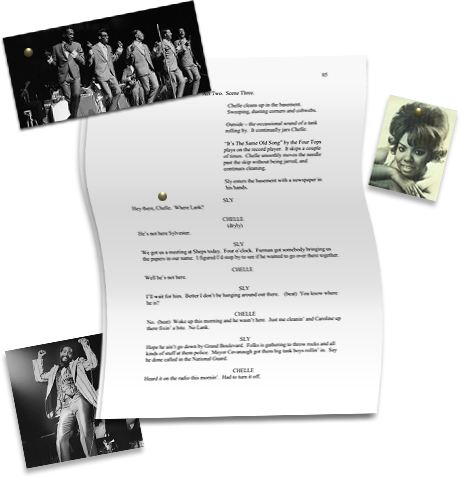 85
Two. Scene Three.
Chelle cleans up in the basement.
Sweeping, dusting corners and cobwebs.
Outside – the occasional sound of a tank
rolling by. It continually jars Chelle.
"It's The Same Old Song" by the Four Tops
plays on the record player. It skips a couple
of times. Chelle smoothly moves the needle
past the skip without being jarred, and
continues cleaning.
Sly enters the basement with a newspaper in
his hands.
SLY
Hey there, Chelle. Where Lank?
CHELLE
(dryly)
He's not here Sylvester.
SLY
We got us a meeting at Sheps today. Four o'clock. Furman got somebody bringing us
the papers in our name. I figured I'd stop by to see if he wanted to go over there together.
CHELLE
Well he's not here.
SLY
I'll wait for him. Better I don't be hanging around out there. (beat) You know where
he is?
CHELLE
No. (beat) Woke up this morning and he wasn't here. Just me cleanin' and Caroline up
there fixin' a bite. No Lank.
SLY
Hope he ain't go down by Grand Boulevard. Folks is gathering to throw rocks and all
kinds of stuff at them police. Mayor Cavanaugh got them big tank boys rollin' in. Say
he done called in the National Guard.
CHELLE
Heard it on the radio this mornin'. Had to turn it off.